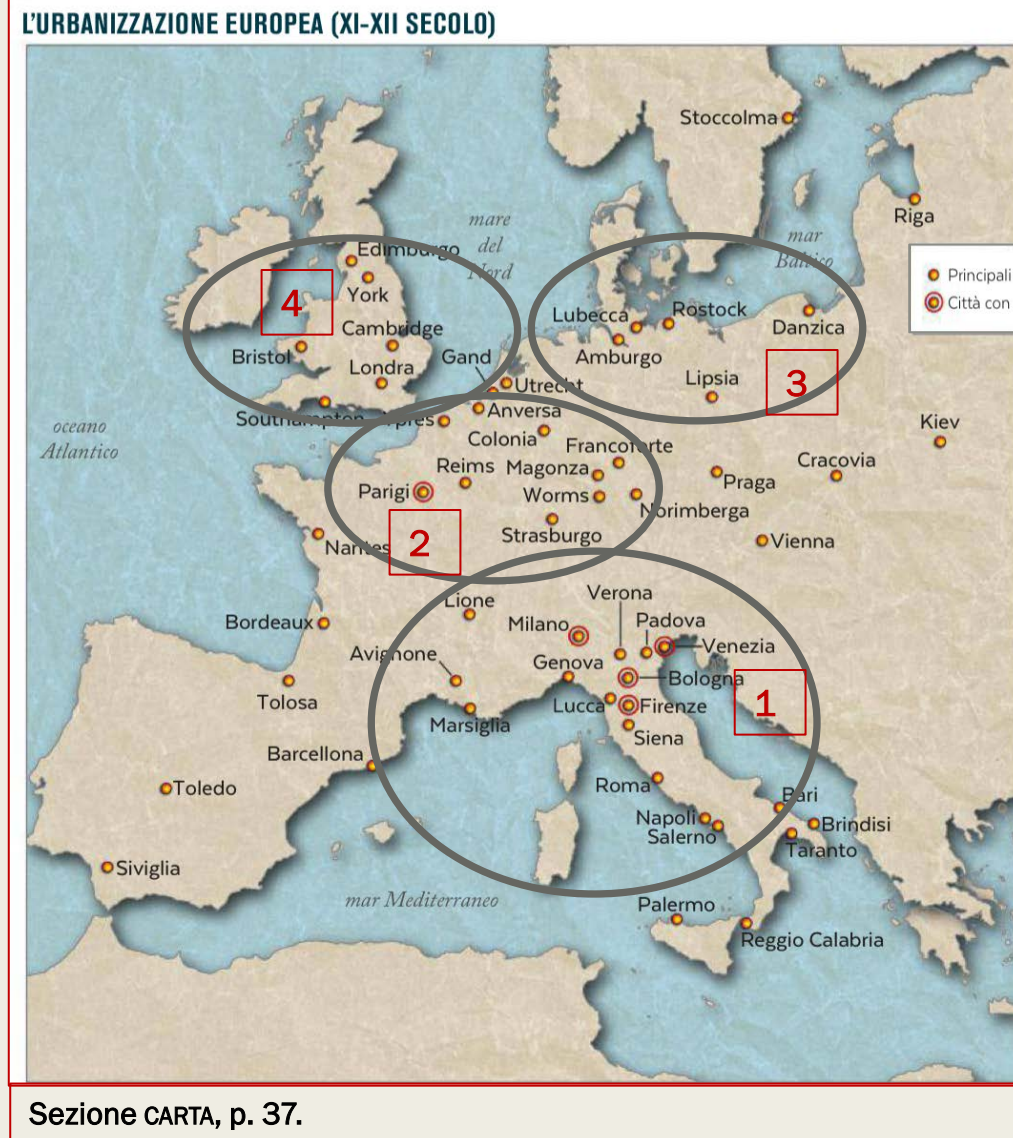 L'URBANIZZAZIONE EUROPEA (XI-XII SECOLO)
Stoccolma
Riga
mare
del
Nord
mar
Baltico
Principali
Città con
Edimburgo
4
York
Cambridge
Bristol
Londra
Gand
Utrecht
Southampton
Ypres
Anversa
Lubecca
Rostock
Danzica
Amburgo
Lipsia
3
oceano
Atlantico
Kiev
Colonia
Francoforte
Reims
Magonza
Cracovia
Parigi
Worms
Praga
Norimberga
Strasburgo
Vienna
Nantes
2
Lione
Verona
Bordeaux
Milano
Padova
Venezia
Avignone
Genova
Bologna
1
Tolosa
Marsiglia
Lucca
Firenze
Siena
Barcellona
Toledo
Roma
Bari
Napoli
Brindisi
Salerno
Taranto
Siviglia
mar Mediterraneo
Palermo
Reggio Calabria
Sezione CARTA, p. 37.